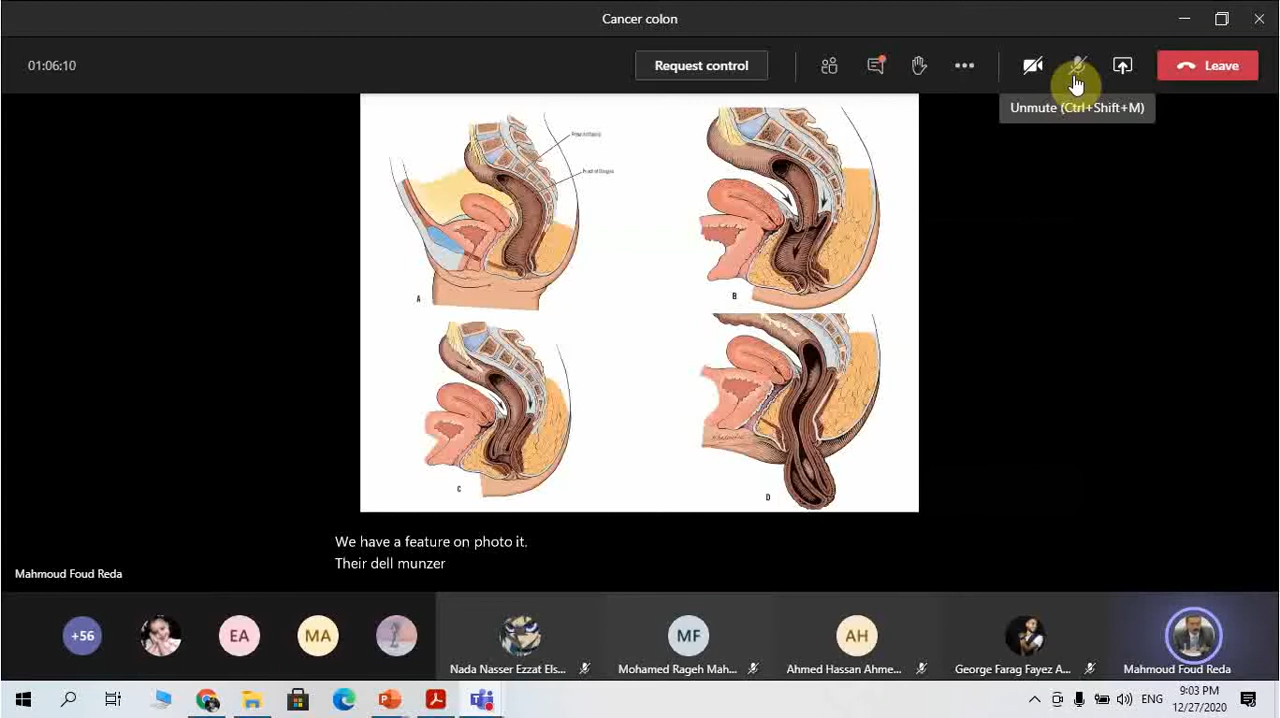 Cancer colon
01:06:10
Request control
Leave
Unmute (Ctrl+Shift+M)
A
B
C
D
We have a feature on photo it.
Their dell munzer
Mahmoud Foud Reda
+56
EA
MA
MF
AH
Nada Nasser Ezzat Els...
Mohamed Rageh Mah...
Ahmed Hassan Ahme...
George Farag Fayez A...
Mahmoud Foud Reda
ENG
9:03 PM
12/27/2020